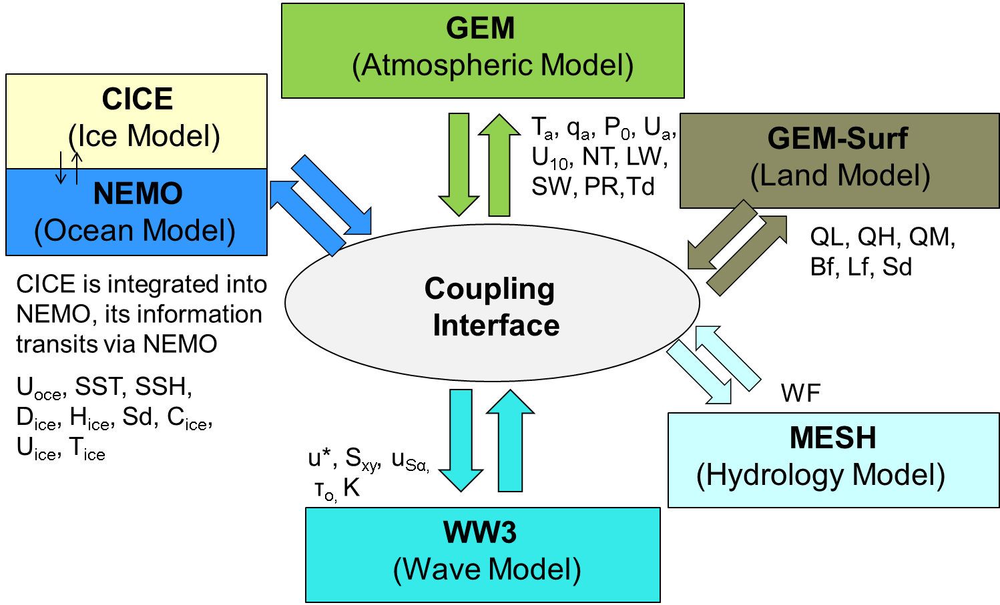 GEM
(Atmospheric Model)
CICE
(Ice Model)
NEMO
(Ocean Model)
CICE is integrated into
NEMO, its information
transits via NEMO
Uoce, SST, SSH,
Dice, Hice, Sd, Cice,
Uice, Tice
Ta, qa, P0, Ua,
U10, NT, LW,
SW, PR,Td
GEM-Surf
(Land Model)
QL, QH, QM,
Bf, Lf, Sd
Coupling
Interface
WF
MESH
(Hydrology Model)
u*, Sxy, uSα,
τo, K
WW3
(Wave Model)